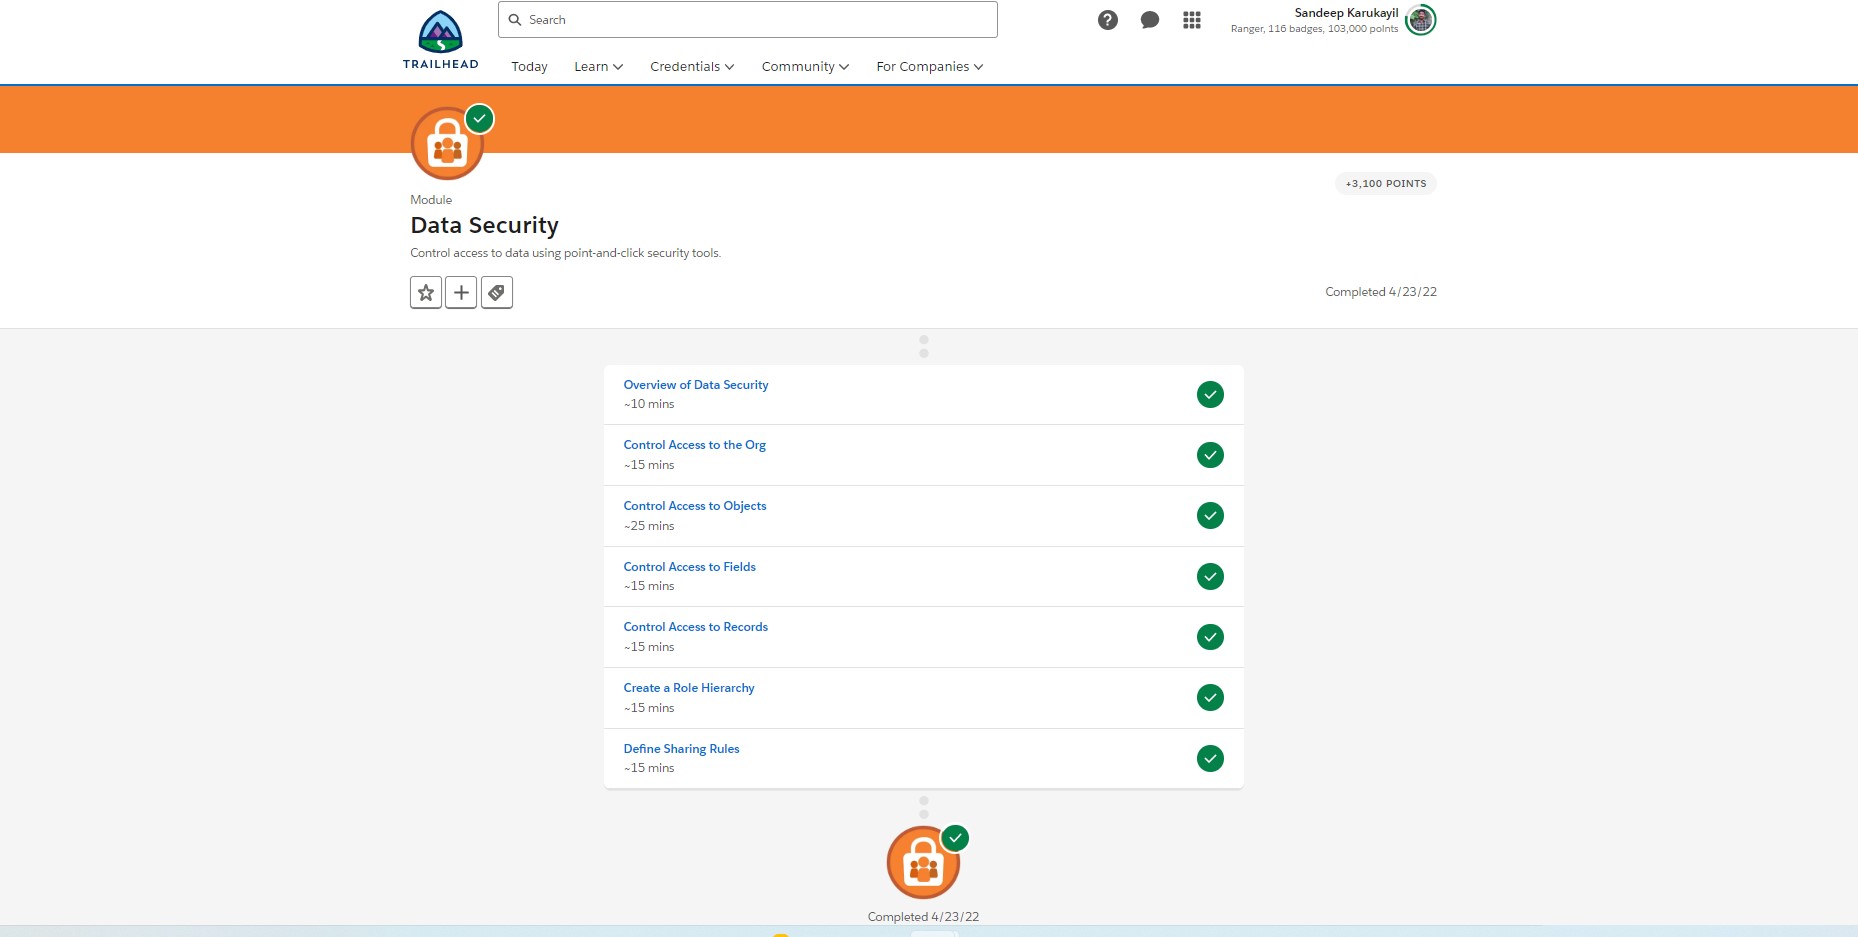 TRAILHEAD
Search
Sandeep Karukayil
Ranger, 116 badges, 103,000 points
Today
Learn
Credentials
Community
For Companies
Module
+3,100 POINTS
Data Security
Control access to data using point-and-click security tools.
Completed 4/23/22
Overview of Data Security
~10 mins
Control Access to the Org
~15 mins
Control Access to Objects
~25 mins
Control Access to Fields
~15 mins
Control Access to Records
~15 mins
Create a Role Hierarchy
~15 mins
Define Sharing Rules
~15 mins
Completed 4/23/22